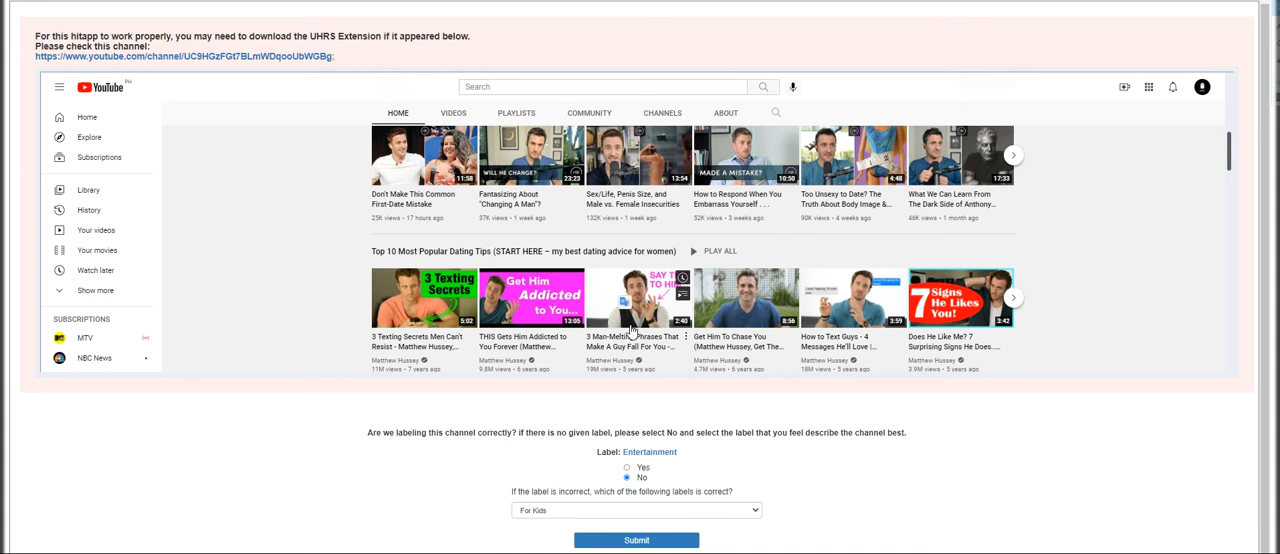 For this hitapp to work properly, you may need to download the UHRS Extension if it appeared below.
Please check this channel:
https://www.youtube.com/channel/UC9HGzFGt7BLmWDqooUbWGBg:
YouTube PH
Search
HOME VIDEOS PLAYLISTS COMMUNITY CHANNELS ABOUT
Home
Explore
Subscriptions
Library
History
Your videos
Your movies
Watch later
Show more
SUBSCRIPTIONS
MTV
NBC News
11:58
WILL HE CHANGE? 23:23
13:54
MADE A MISTAKE? 10:50
4:48
17:33
Don't Make This Common
First-Date Mistake
25K views • 17 hours ago
Fantasizing About
"Changing A Man"?
37K views • 1 week ago
Sex/Life, Penis Size, and
Male vs. Female Insecurities
132K views • 1 week ago
How to Respond When You
Embarrass Yourself . . .
52K views • 3 weeks ago
Too Unsexy to Date? The
Truth About Body Image &...
90K views • 4 weeks ago
What We Can Learn From
The Dark Side of Anthony...
46K views • 1 month ago
Top 10 Most Popular Dating Tips (START HERE – my best dating advice for women) PLAY ALL
3 Texting
Secrets
5:02
Get Him
Addicted
to You...
13:05
SAY T
TO HI
2:40
8:56
3:59
7 Signs
He Likes
You!
3:42
3 Texting Secrets Men Can't
Resist - Matthew Hussey,...
Matthew Hussey
11M views • 7 years ago
THIS Gets Him Addicted to
You Forever (Matthew...
Matthew Hussey
9.8M views • 6 years ago
3 Man-Melting Phrases That
Make A Guy Fall For You -...
Matthew Hussey
19M views • 5 years ago
Get Him To Chase You
(Matthew Hussey, Get The...
Matthew Hussey
4.7M views • 6 years ago
How to Text Guys - 4
Messages He'll Love |...
Matthew Hussey
18M views • 5 years ago
Does He Like Me? 7
Surprising Signs He Does....
Matthew Hussey
3.9M views • 5 years ago
Are we labeling this channel correctly? if there is no given label, please select No and select the label that you feel describe the channel best.
Label: Entertainment
Yes
No
If the label is incorrect, which of the following labels is correct?
For Kids
Submit